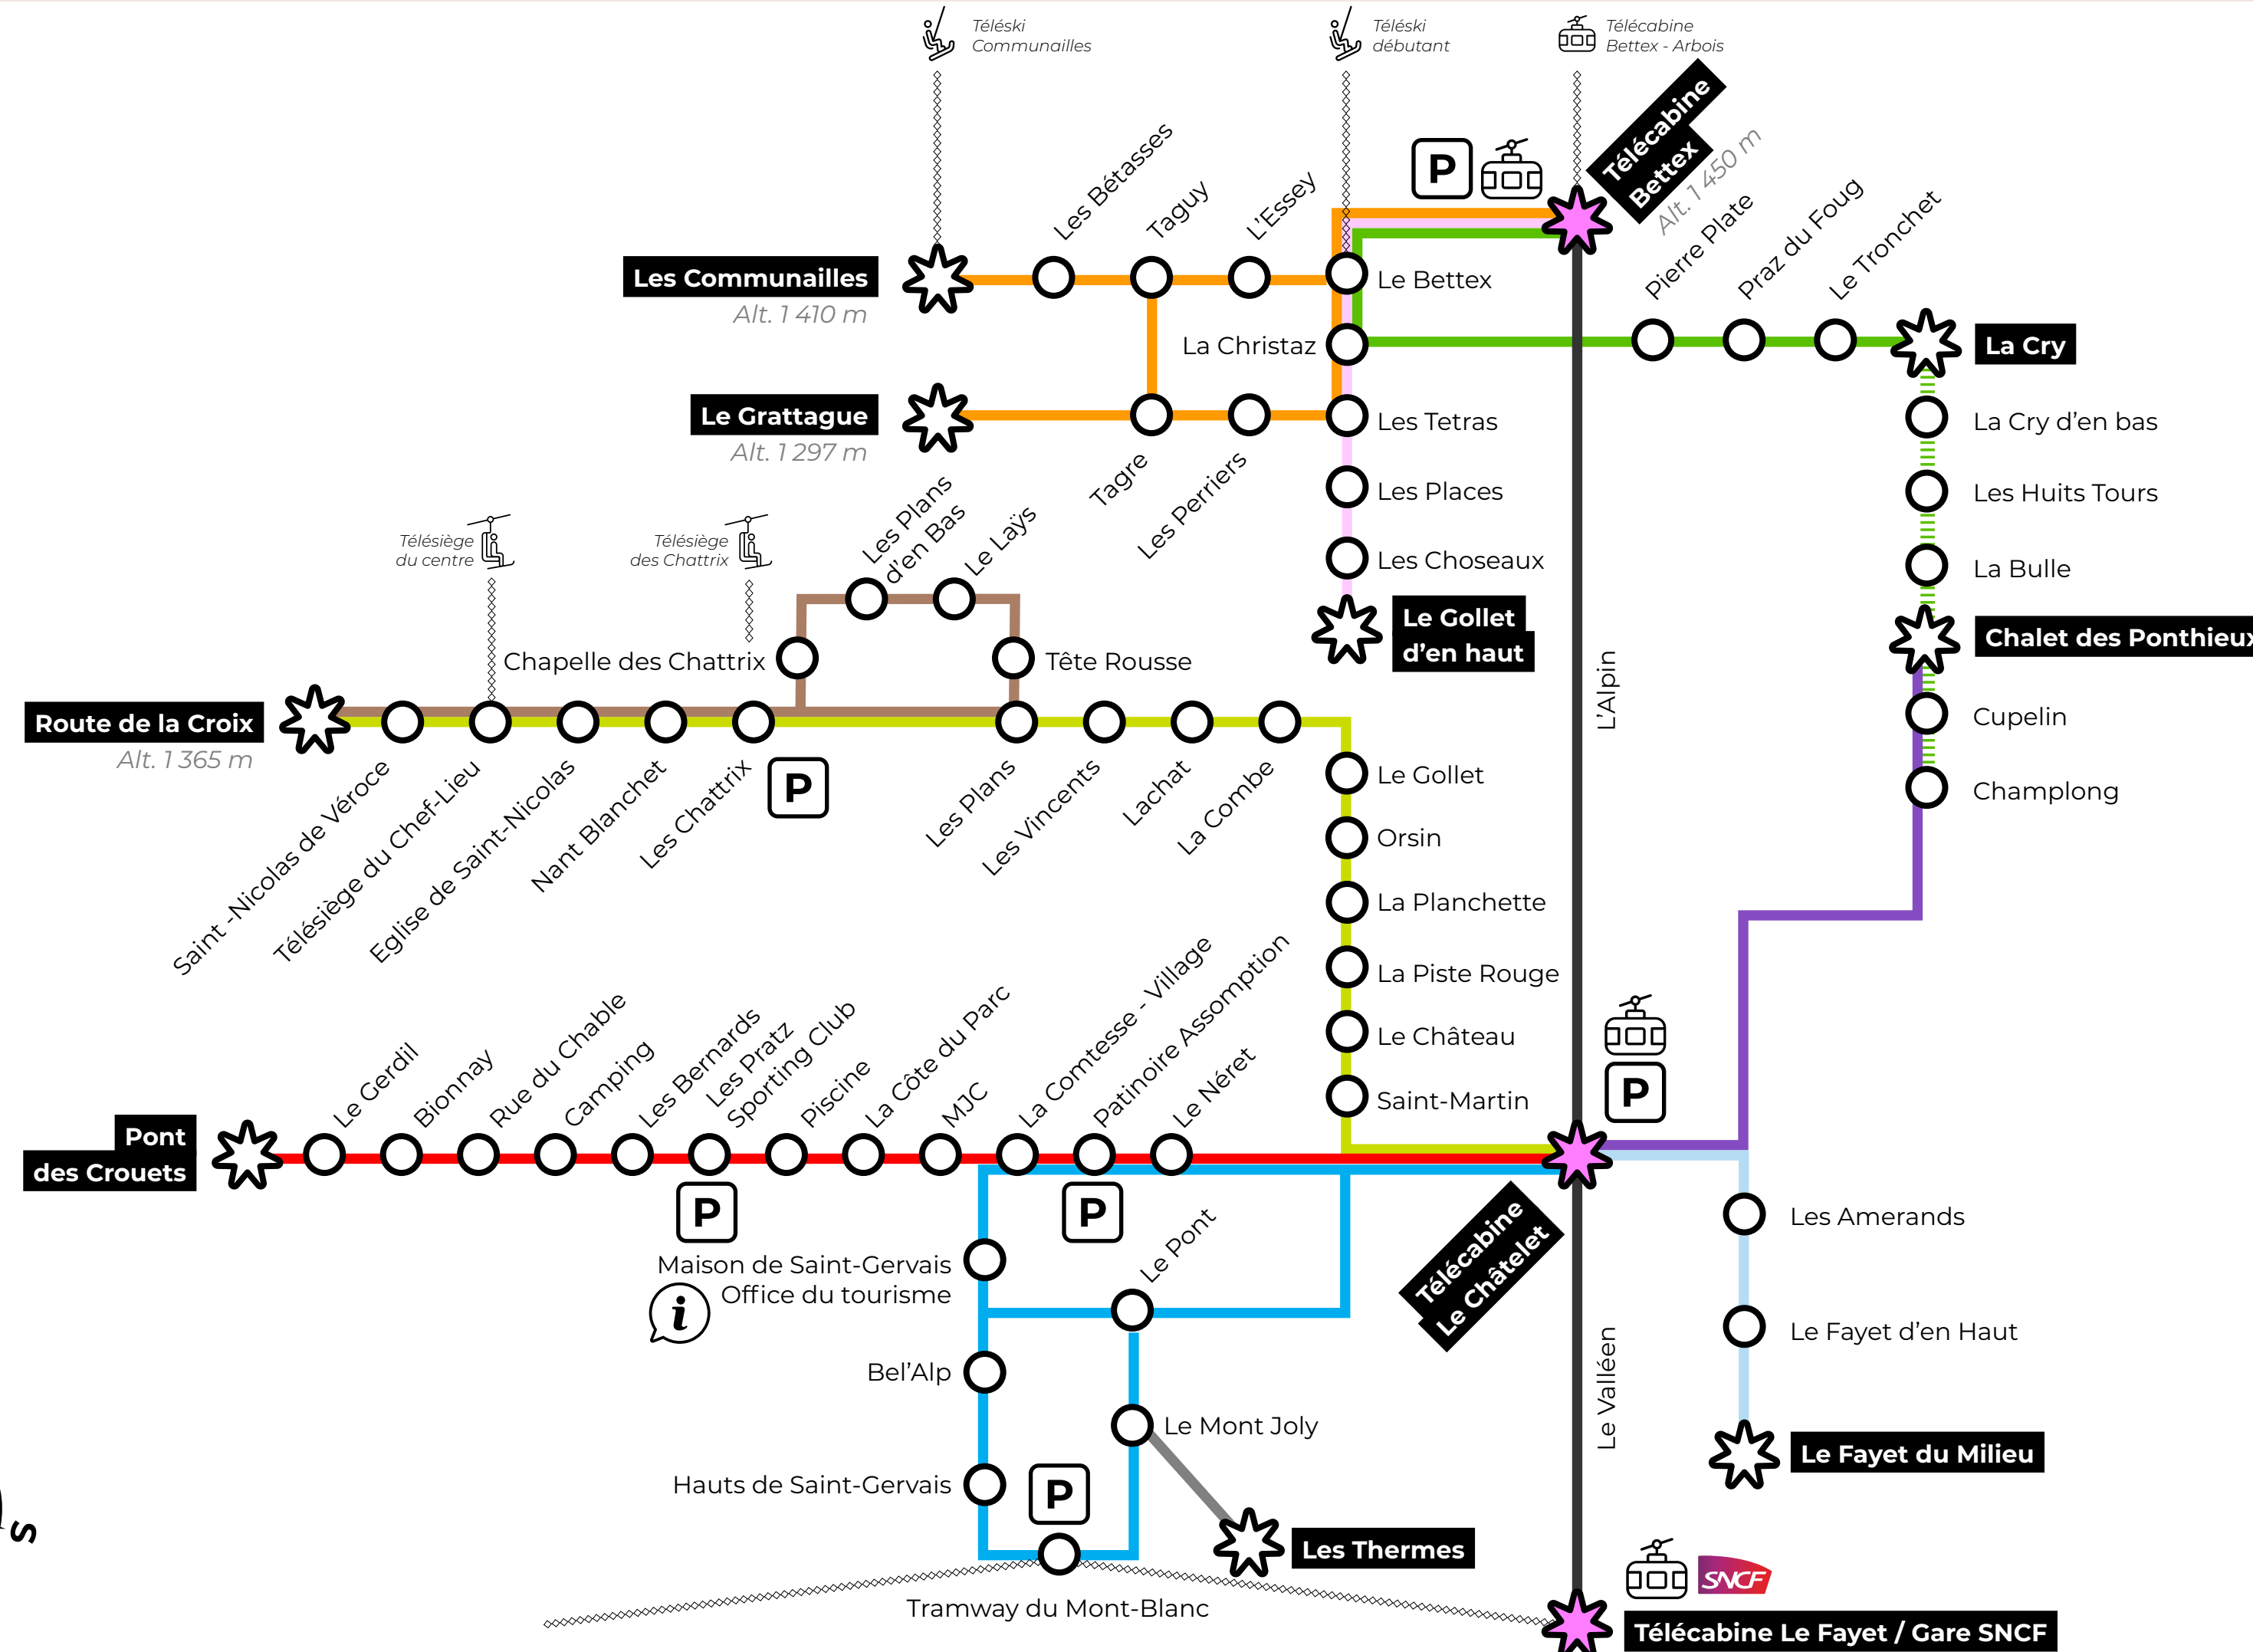 Téléski
Communailles
Téléski
débutant
Télécabine
Bettex - Arbois
Télécabine
Bettex
Alt. 1 450 m
P
Les Bétasses
Taguy
L'Essey
Pierre Plate
Praz du Foug
Le Tronchet
Les Communailles
Alt. 1 410 m
Le Bettex
La Christaz
La Cry
Le Grattague
Alt. 1 297 m
Les Tetras
La Cry d'en bas
Tagre
Les Perriers
Les Places
Les Huits Tours
Les Choseaux
La Bulle
Télésiège
du centre
Télésiège
des Chattrix
Les Plans
d'en Bas
Le Laÿs
Le Gollet
d'en haut
Chalet des Ponthieux
Chapelle des Chattrix
Tête Rousse
L'Alpin
Route de la Croix
Alt. 1 365 m
Cupelin
Champlong
Saint -Nicolas de Véroce
Télésiège du Chef-Lieu
Eglise de Saint-Nicolas
Nant Blanchet
Les Chattrix
P
Les Plans
Les Vincents
Lachat
La Combe
Le Gollet
Orsin
La Planchette
La Piste Rouge
Le Château
Saint-Martin
P
Pont
des Crouets
Le Gerdil
Bionnay
Rue du Chable
Camping
Les Bernards
Les Pratz
Sporting Club
Piscine
La Côte du Parc
MJC
La Comtesse - Village
Patinoire Assomption
Le Néret
P
P
Télécabine
Le Châtelet
Les Amerands
Le Fayet d'en Haut
Le Fayet du Milieu
Maison de Saint-Gervais
Office du tourisme
i
Le Pont
Bel'Alp
Le Mont Joly
Le Valléen
Hauts de Saint-Gervais
P
Les Thermes
s
Tramway du Mont-Blanc
SNCF
Télécabine Le Fayet / Gare SNCF